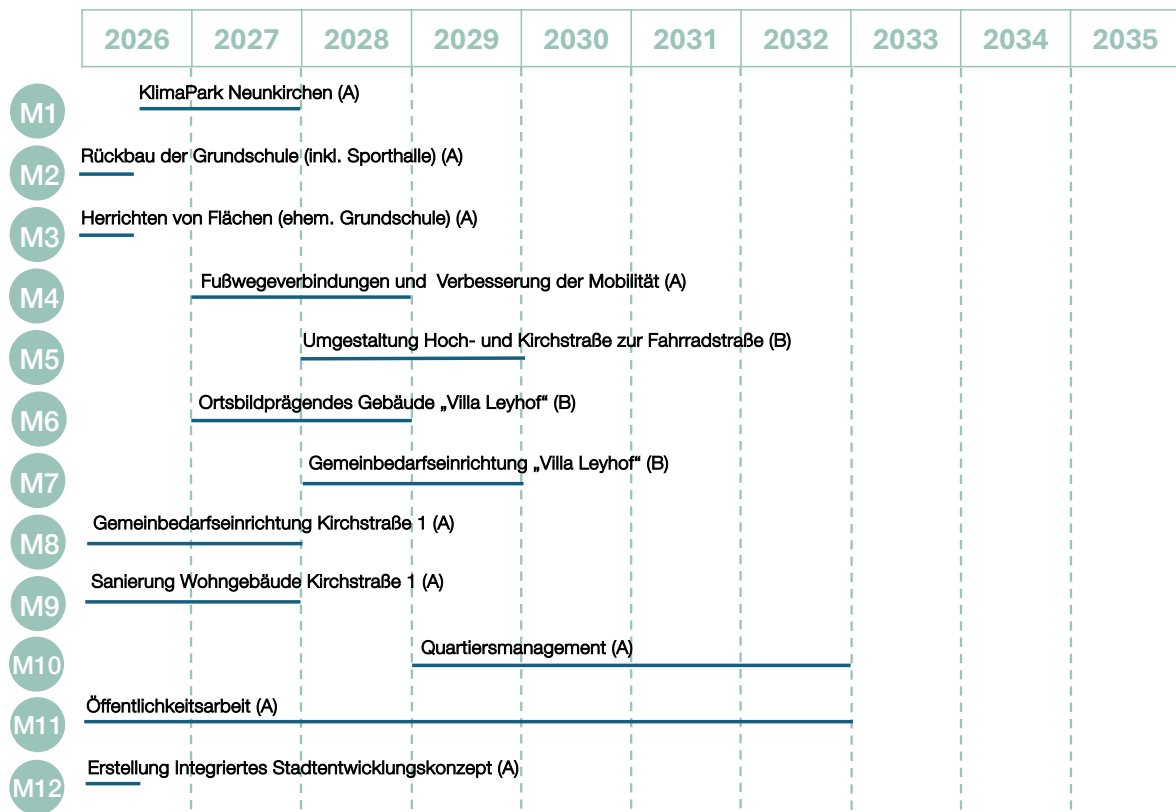 2026 2027 2028 2029 2030 2031 2032 2033 2034 2035
M1 KlimaPark Neunkirchen (A)
M2 Rückbau der Grundschule (inkl. Sporthalle) (A)
M3 Herrichten von Flächen (ehem. Grundschule) (A)
M4 Fußwegeverbindungen und Verbesserung der Mobilität (A)
M5 Umgestaltung Hoch- und Kirchstraße zur Fahrradstraße (B)
M6 Ortsbildprägendes Gebäude „Villa Leyhof“ (B)
M7 Gemeinbedarfseinrichtung „Villa Leyhof“ (B)
M8 Gemeinbedarfseinrichtung Kirchstraße 1 (A)
M9 Sanierung Wohngebäude Kirchstraße 1 (A)
M10 Quartiersmanagement (A)
M11 Öffentlichkeitsarbeit (A)
M12 Erstellung Integriertes Stadtentwicklungskonzept (A)